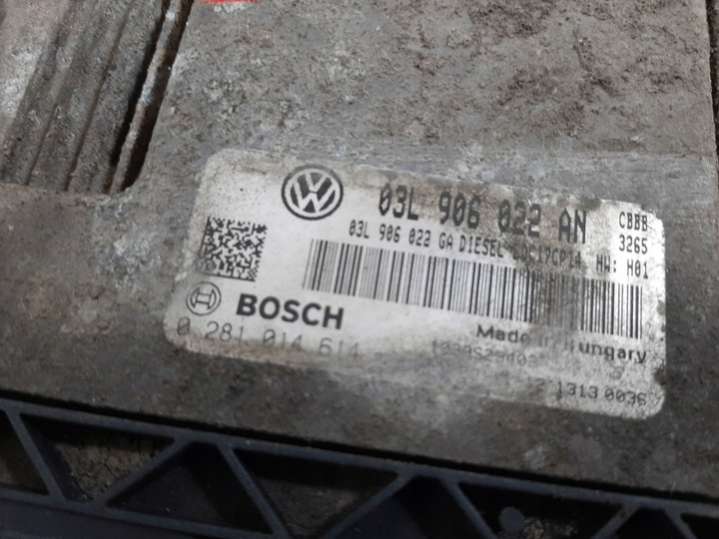 03L 906 022 AN
CBBB
3265
03L 906 022 GA DIESEL HW: H01
BOSCH
0 281 014 614
Made in Hungary
1313 0036